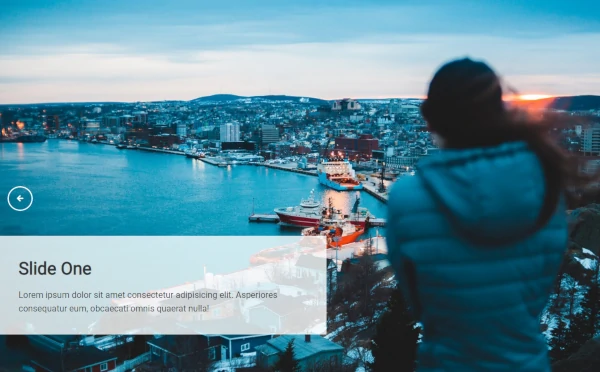 Slide One
Lorem ipsum dolor sit amet consectetur adipisicing elit. Asperiores
consequatur eum, obcaecati omnis quaerat nulla!